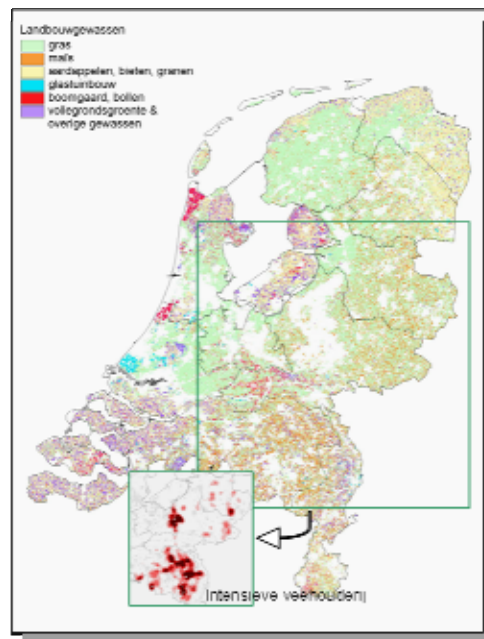 Landbouwgewassen
gras
maïs
aardappelen, bieten, granen
glastuinbouw
boomgaard, bollen
vollegrondsgroente &
overige gewassen
Intensieve veehouderij